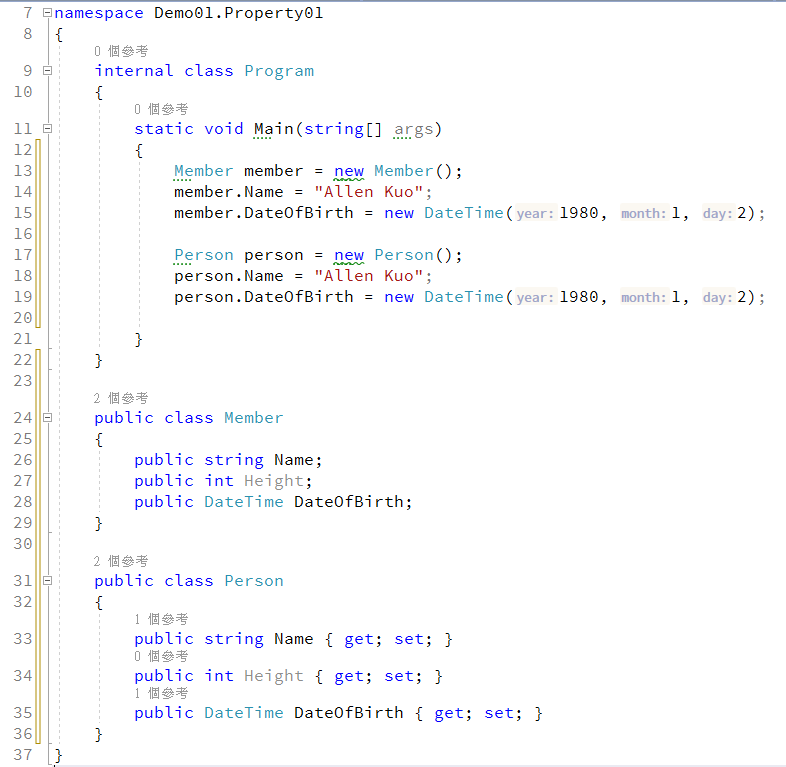 7 namespace Demo01.Property01
8 {
0 個參考
9 internal class Program
10 {
0 個參考
11 static void Main(string[] args)
12 {
13 Member member = new Member();
14 member.Name = "Allen Kuo";
15 member.DateOfBirth = new DateTime(year: 1980, month: 1, day: 2);
16
17 Person person = new Person();
18 person.Name = "Allen Kuo";
19 person.DateOfBirth = new DateTime(year: 1980, month: 1, day: 2);
20
21 }
22 }
23
2 個參考
24 public class Member
25 {
26 public string Name;
27 public int Height;
28 public DateTime DateOfBirth;
29 }
30
2 個參考
31 public class Person
32 {
1 個參考
33 public string Name { get; set; }
0 個參考
34 public int Height { get; set; }
1 個參考
35 public DateTime DateOfBirth { get; set; }
36 }
37 }